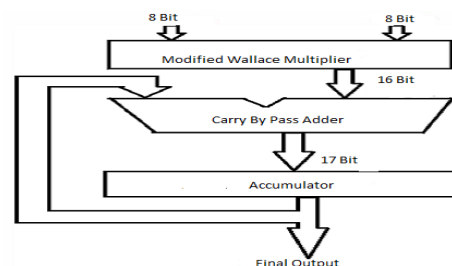 8 Bit 8 Bit
Modified Wallace Multiplier
16 Bit
Carry By Pass Adder
17 Bit
Accumulator
Final Output